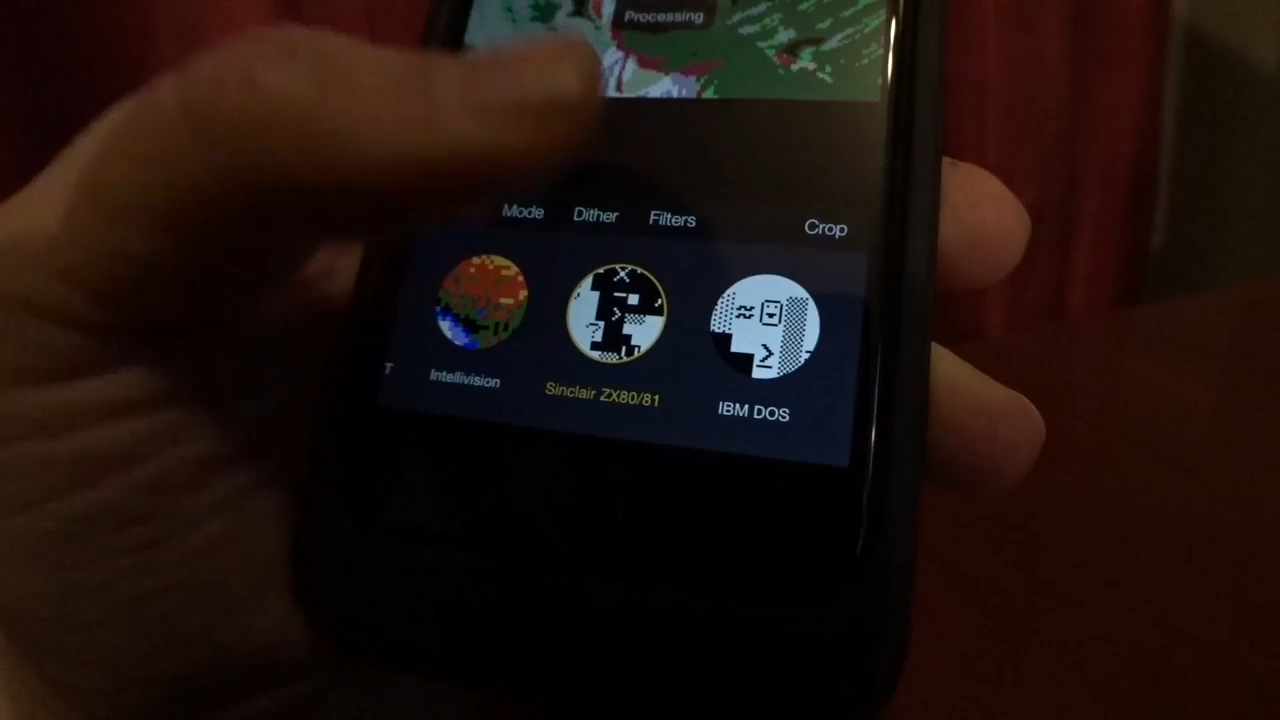 Processing
Mode Dither Filters Crop
T Intellivision Sinclair ZX80/81 IBM DOS